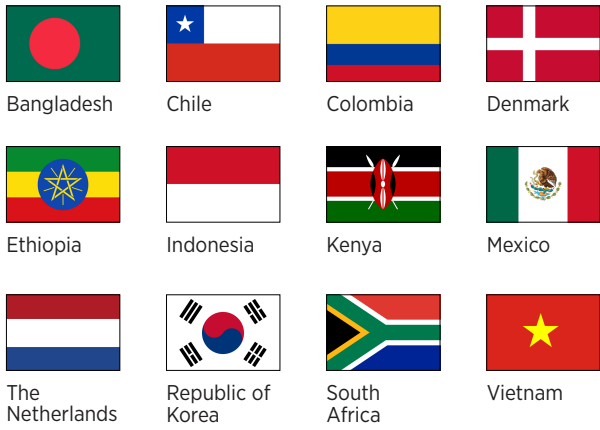 Bangladesh
Chile
Colombia
Denmark
Ethiopia
Indonesia
Kenya
Mexico
The
Netherlands
Republic of
Korea
South
Africa
Vietnam